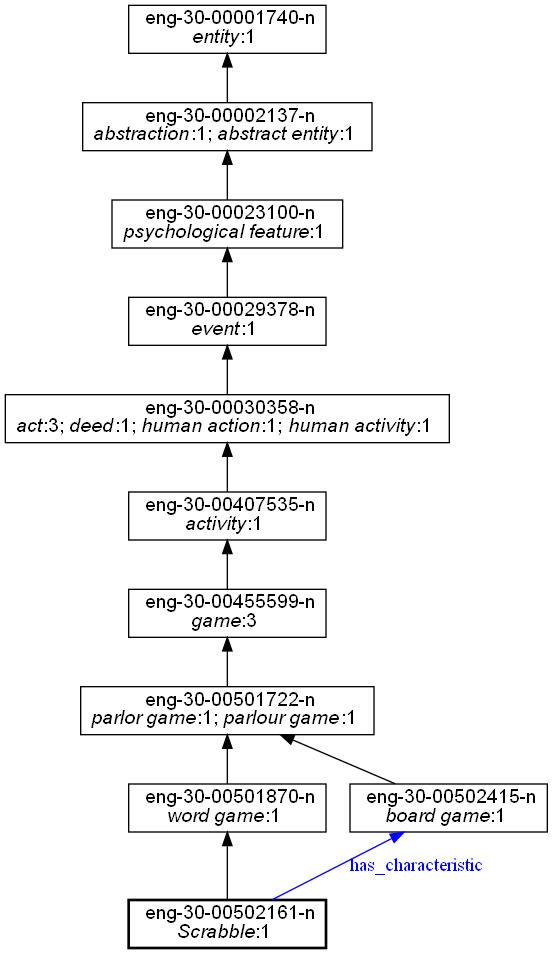 eng-30-00001740-n
entity:1
eng-30-00002137-n
abstraction:1; abstract entity:1
eng-30-00023100-n
psychological feature:1
eng-30-00029378-n
event:1
eng-30-00030358-n
act:3; deed:1; human action:1; human activity:1
eng-30-00407535-n
activity:1
eng-30-00455599-n
game:3
eng-30-00501722-n
parlor game:1; parlour game:1
eng-30-00501870-n
word game:1
eng-30-00502415-n
board game:1
has_characteristic
eng-30-00502161-n
Scrabble:1